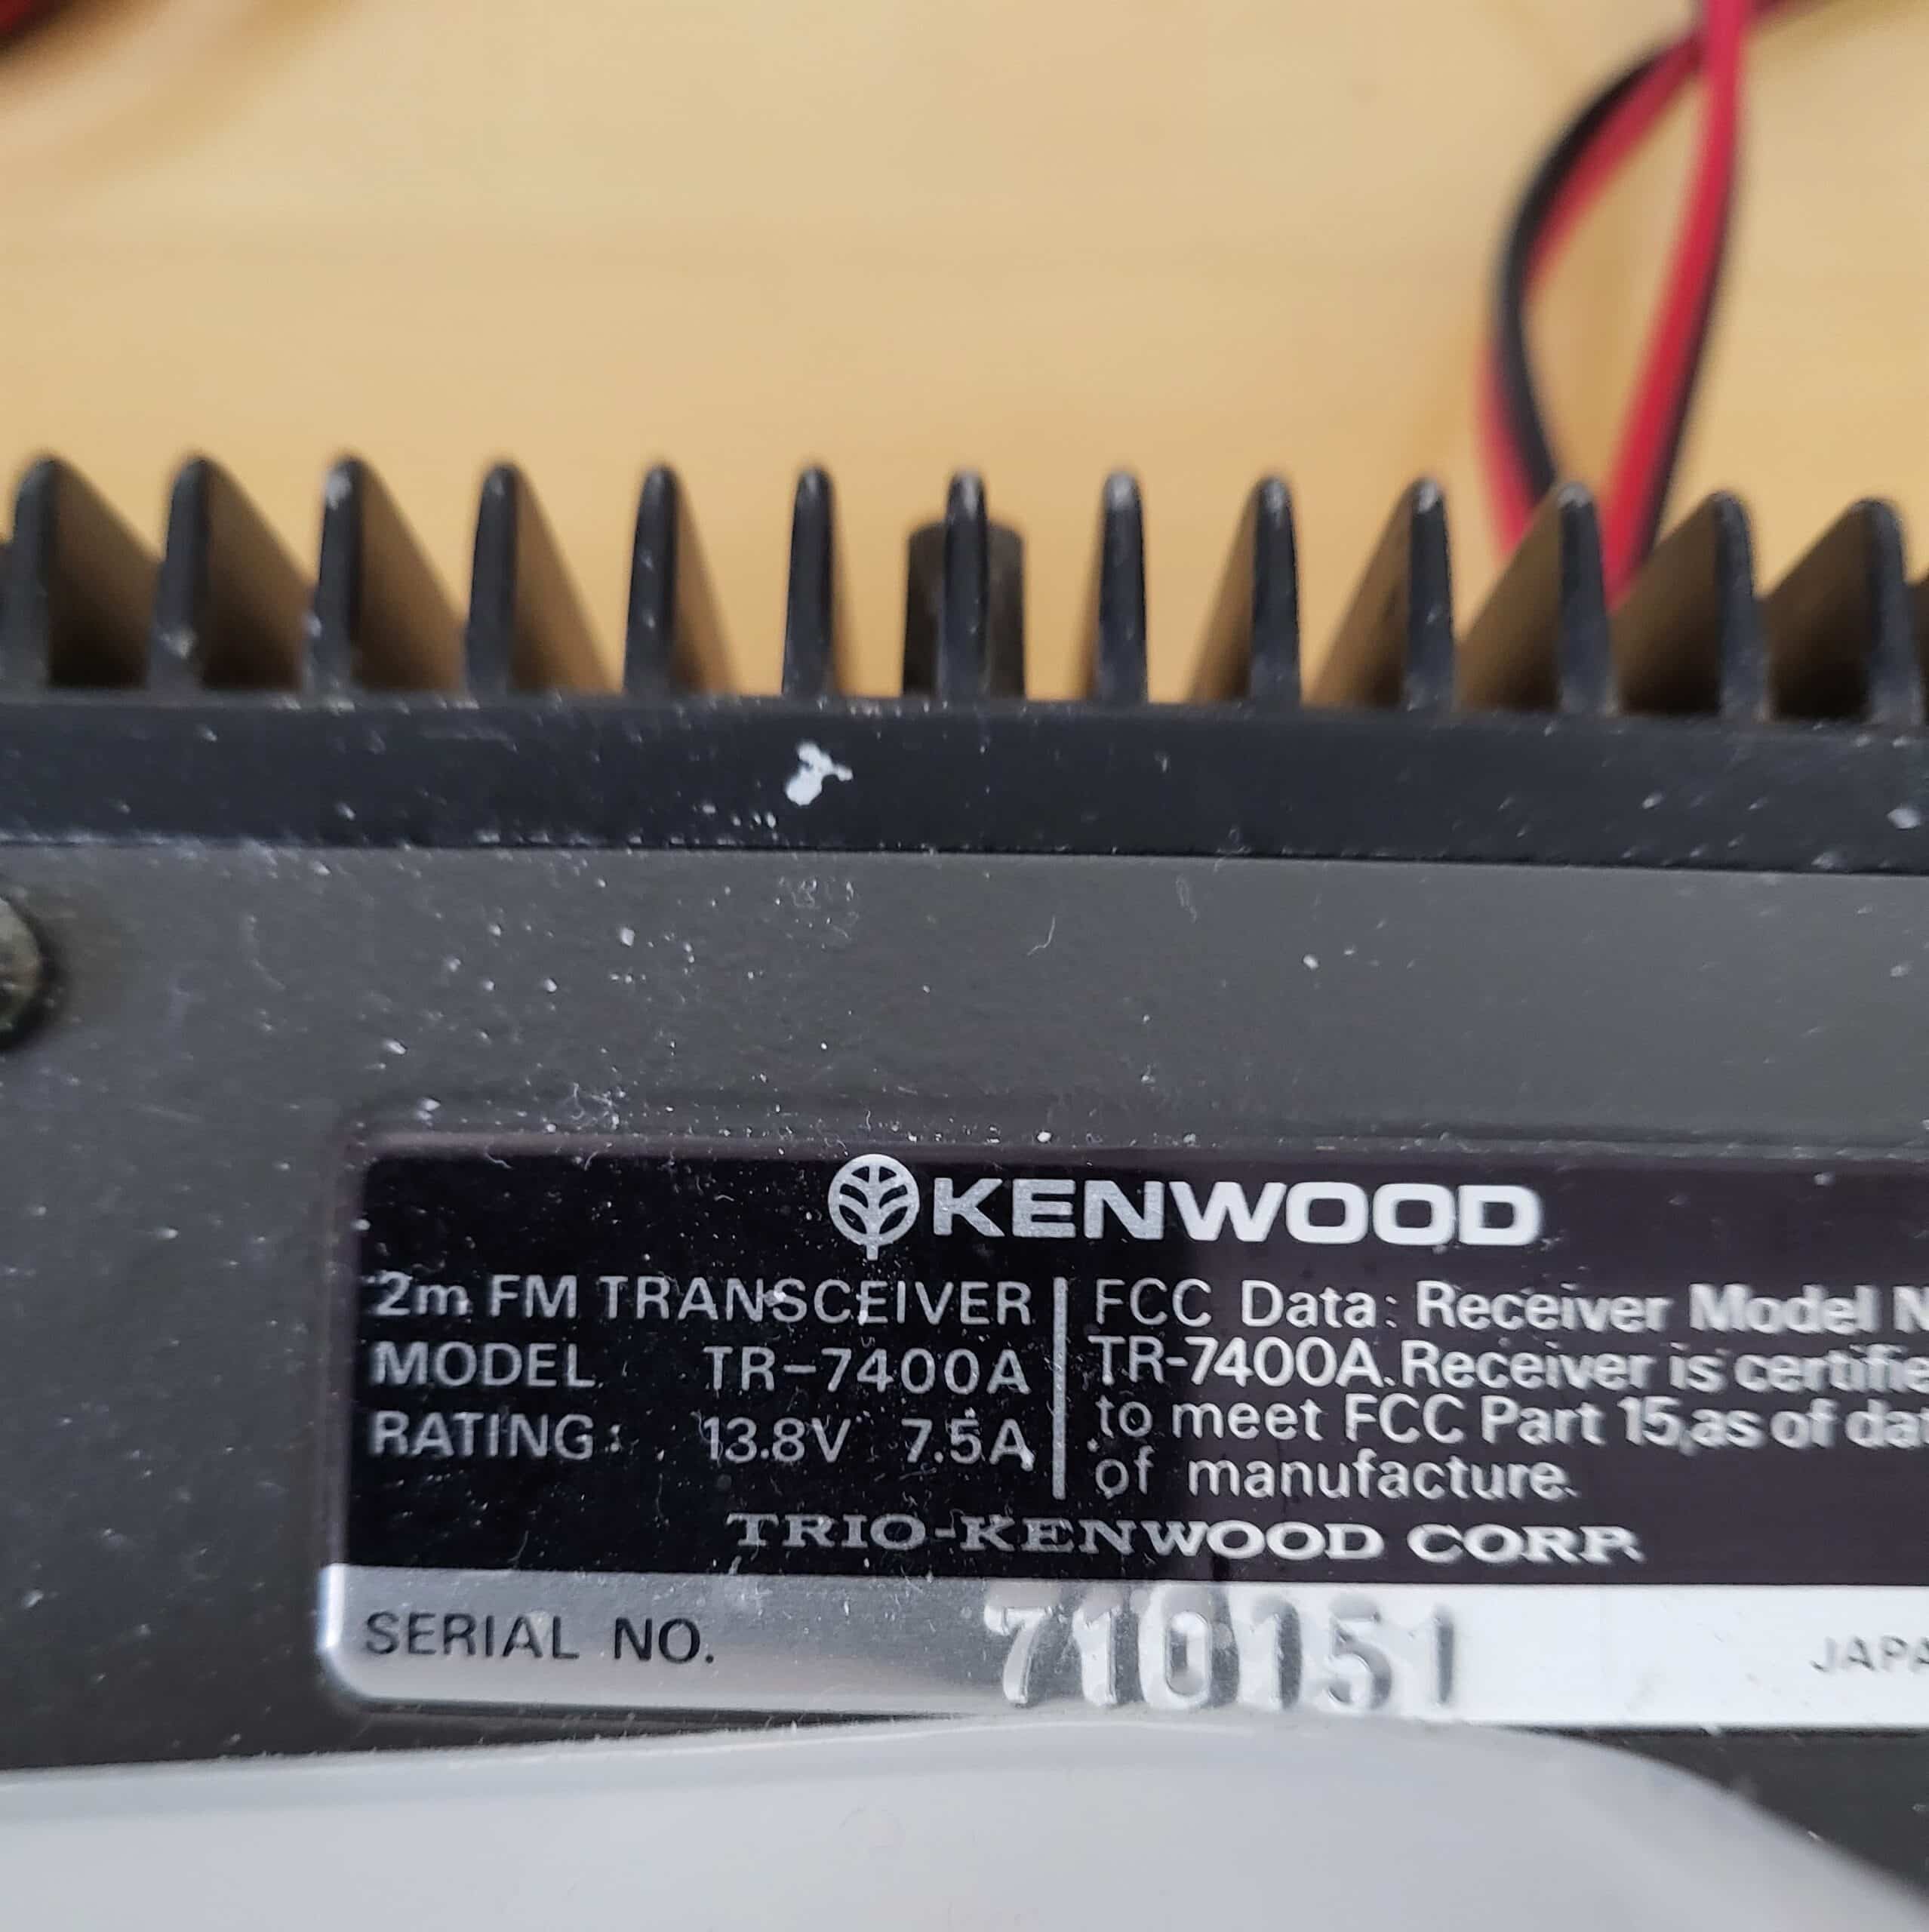 KENWOOD
2m FM TRANSCEIVER
MODEL TR-7400A
RATING: 13.8V 7.5A
FCC Data: Receiver Model
TR-7400A. Receiver is
to meet FCC Part 15, as of
of manufacture.
TRIO-KENWOOD CORP.
SERIAL NO. 710151